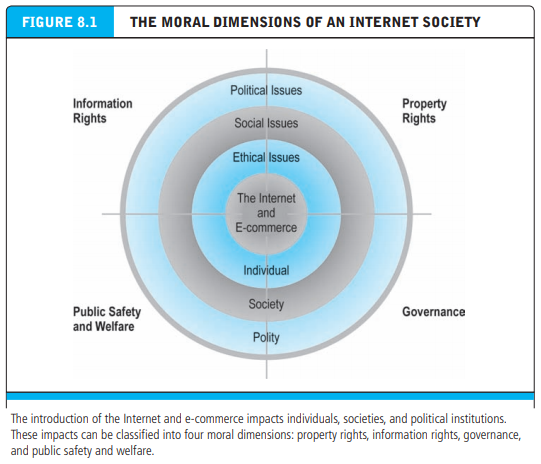 FIGURE 8.1 THE MORAL DIMENSIONS OF AN INTERNET SOCIETY
Political Issues
Information
Rights
Property
Rights
Social Issues
Ethical Issues
The Internet
and
E-commerce
Individual
Society
Public Safety
and Welfare
Governance
Polity
The introduction of the Internet and e-commerce impacts individuals, societies, and political institutions.
These impacts can be classified into four moral dimensions: property rights, information rights, governance,
and public safety and welfare.